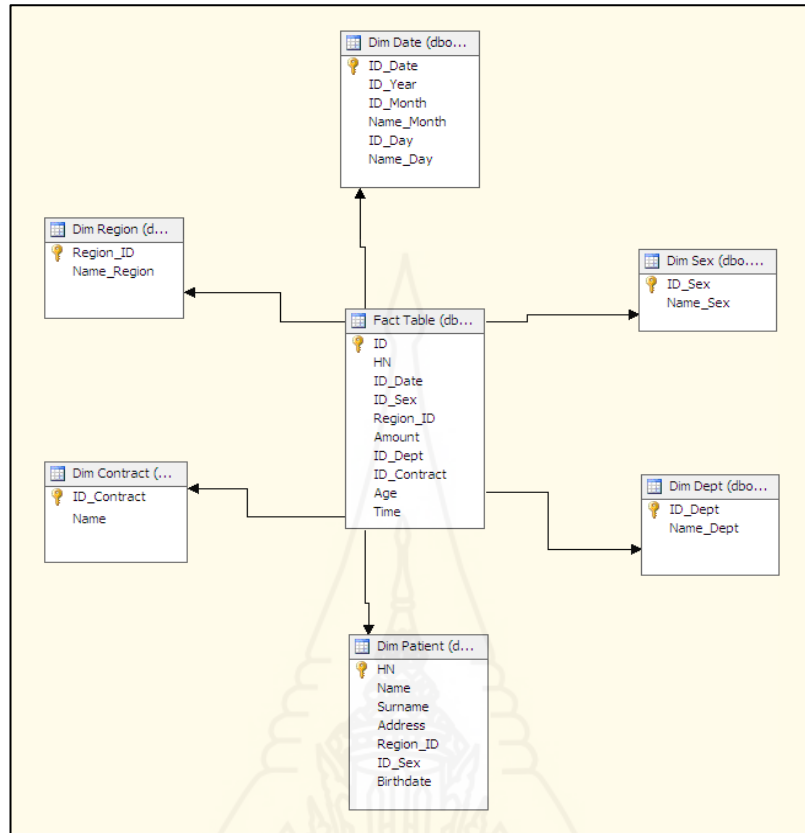 Dim Date (dbo...
ID_Date
ID_Year
ID_Month
Name_Month
ID_Day
Name_Day
Dim Region (d...
Region_ID
Name_Region
Dim Sex (dbo....
ID_Sex
Name_Sex
Fact Table (db...
ID
HN
ID_Date
ID_Sex
Region_ID
Amount
ID_Dept
ID_Contract
Age
Time
Dim Contract (...
ID_Contract
Name
Dim Dept (dbo...
ID_Dept
Name_Dept
Dim Patient (d...
HN
Name
Surname
Address
Region_ID
ID_Sex
Birthdate